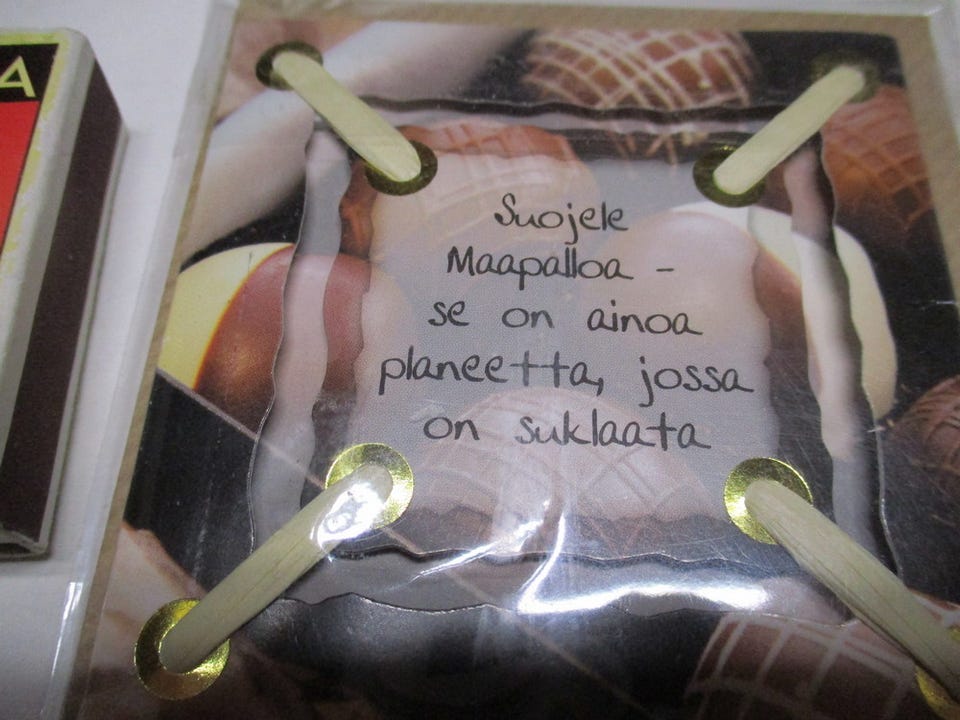 A
Suojele
Maapalloa -
se on ainoa
planeetta, jossa
on suklaata